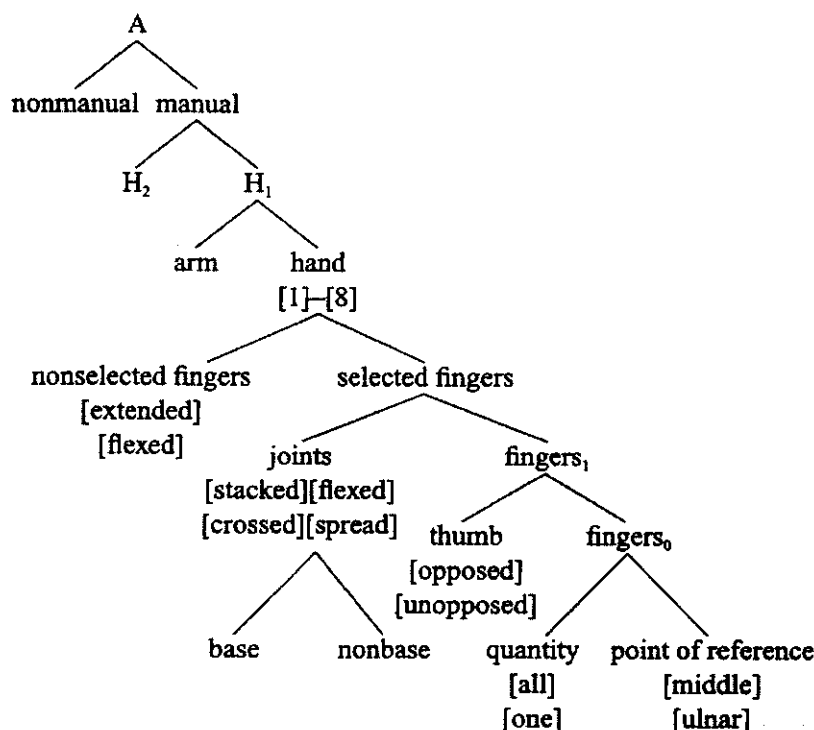 A
nonmanual manual
H₂ H₁
arm hand
[1]–[8]
nonselected fingers selected fingers
[extended]
[flexed]
joints fingers₁
[stacked][flexed]
[crossed][spread]
thumb fingers₀
[opposed]
[unopposed]
base nonbase quantity point of reference
[all] [middle]
[one] [ulnar]